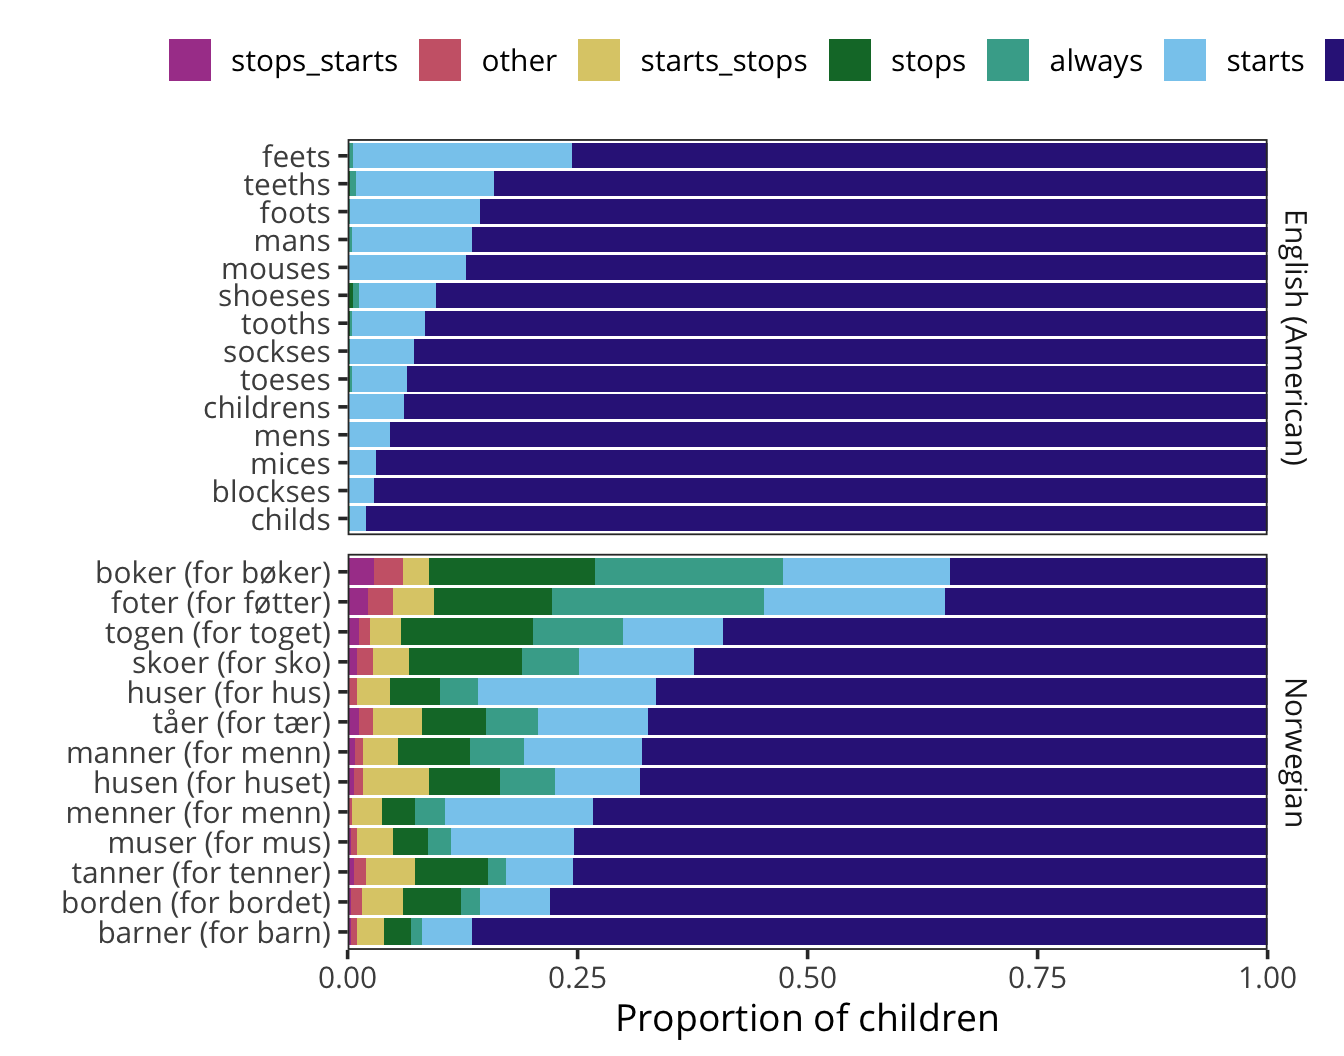 stops_starts other starts_stops stops always starts
feets
teeths
foots
mans
mouses
shoeses
tooths
sockses
toeses
childrens
mens
mices
blockses
childs
English (American)
boker (for bøker)
foter (for føtter)
togen (for toget)
skoer (for sko)
huser (for hus)
tåer (for tær)
manner (for menn)
husen (for huset)
menner (for menn)
muser (for mus)
tanner (for tenner)
borden (for bordet)
barner (for barn)
Norwegian
0.00 0.25 0.50 0.75 1.00
Proportion of children